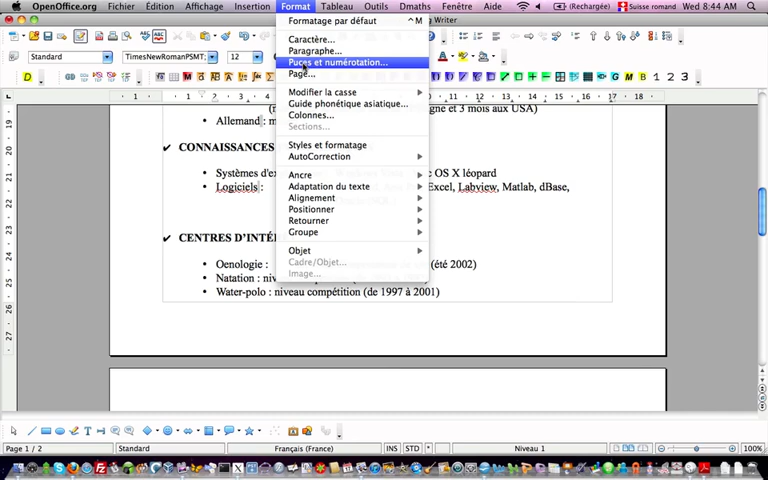 OpenOffice.org Fichier Édition Affichage Insertion Format Tableau Outils Dmaths Fenêtre Aide (Rechargée) Suisse romand Wed 8:44 AM
Writer
Formatage par défaut ^ M
Standard TimesNewRomanPSMT; 12
Caractère...
Paragraphe...
Puces et numérotation...
Page...
1 2 3
Modifier la casse
Guide phonétique asiatique...
Colonnes...
Sections...
Styles et formatage
AutoCorrection
Ancre
Adaptation du texte
Alignement
Positionner
Retourner
Groupe
Objet
Cadre/Objet...
Image...
gne et 3 mois aux USA)
• Allemand : m
✓ CONNAISSANCES
• Systèmes d'ex OS X léopard
• Logiciels : Excel, Labview, Matlab, dBase,
✓ CENTRES D'INTÉ
• Oenologie : (été 2002)
• Natation : niv
• Water-polo : niveau compétition (de 1997 à 2001)
Page 1 / 2 Standard Français (France) INS STD * Niveau 1 100%